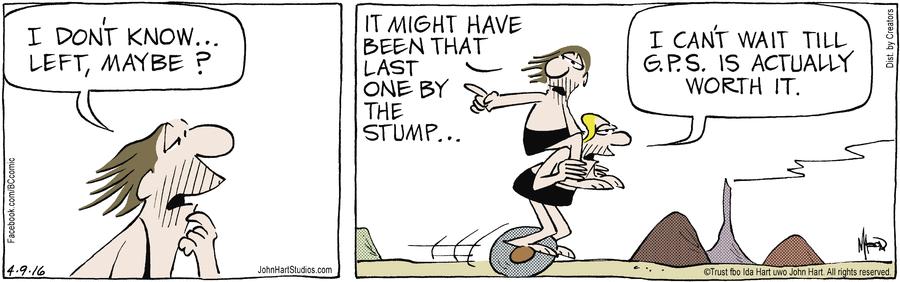 I DON'T KNOW...
LEFT, MAYBE?
Facebook.com/BCcomic
4-9-16
JohnHartStudios.com
IT MIGHT HAVE
BEEN THAT
LAST
ONE BY
THE
STUMP...
I CAN'T WAIT TILL
G.P.S. IS ACTUALLY
WORTH IT.
Dist. by Creators
©Trust fbo Ida Hart uwo John Hart. All rights reserved.